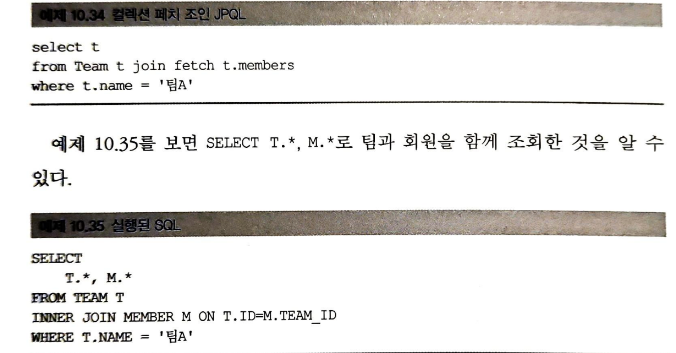 예제 10.34 컬렉션 페치 조인 JPQL
select t
from Team t join fetch t.members
where t.name = '팀A'
예제 10.35를 보면 SELECT T.*, M.*로 팀과 회원을 함께 조회한 것을 알 수
있다.
예제 10.35 실행된 SQL
SELECT
T.*, M.*
FROM TEAM T
INNER JOIN MEMBER M ON T.ID=M.TEAM_ID
WHERE T.NAME = '팀A'